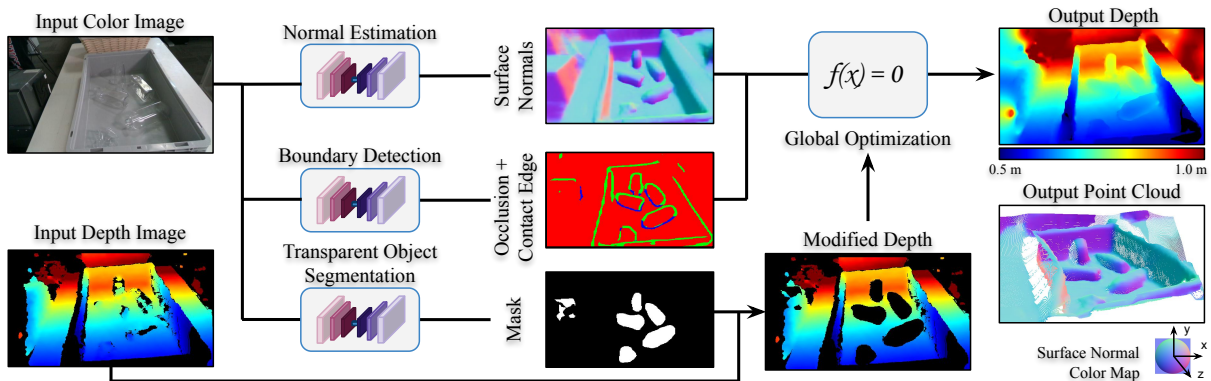 Input Color Image
Normal Estimation
Surface
Normals
f(x) = 0
Global Optimization
Output Depth
0.5 m
1.0 m
Boundary Detection
Occlusion +
Contact Edge
Output Point Cloud
Input Depth Image
Transparent Object
Segmentation
Mask
Modified Depth
Surface Normal
Color Map
y
x
z